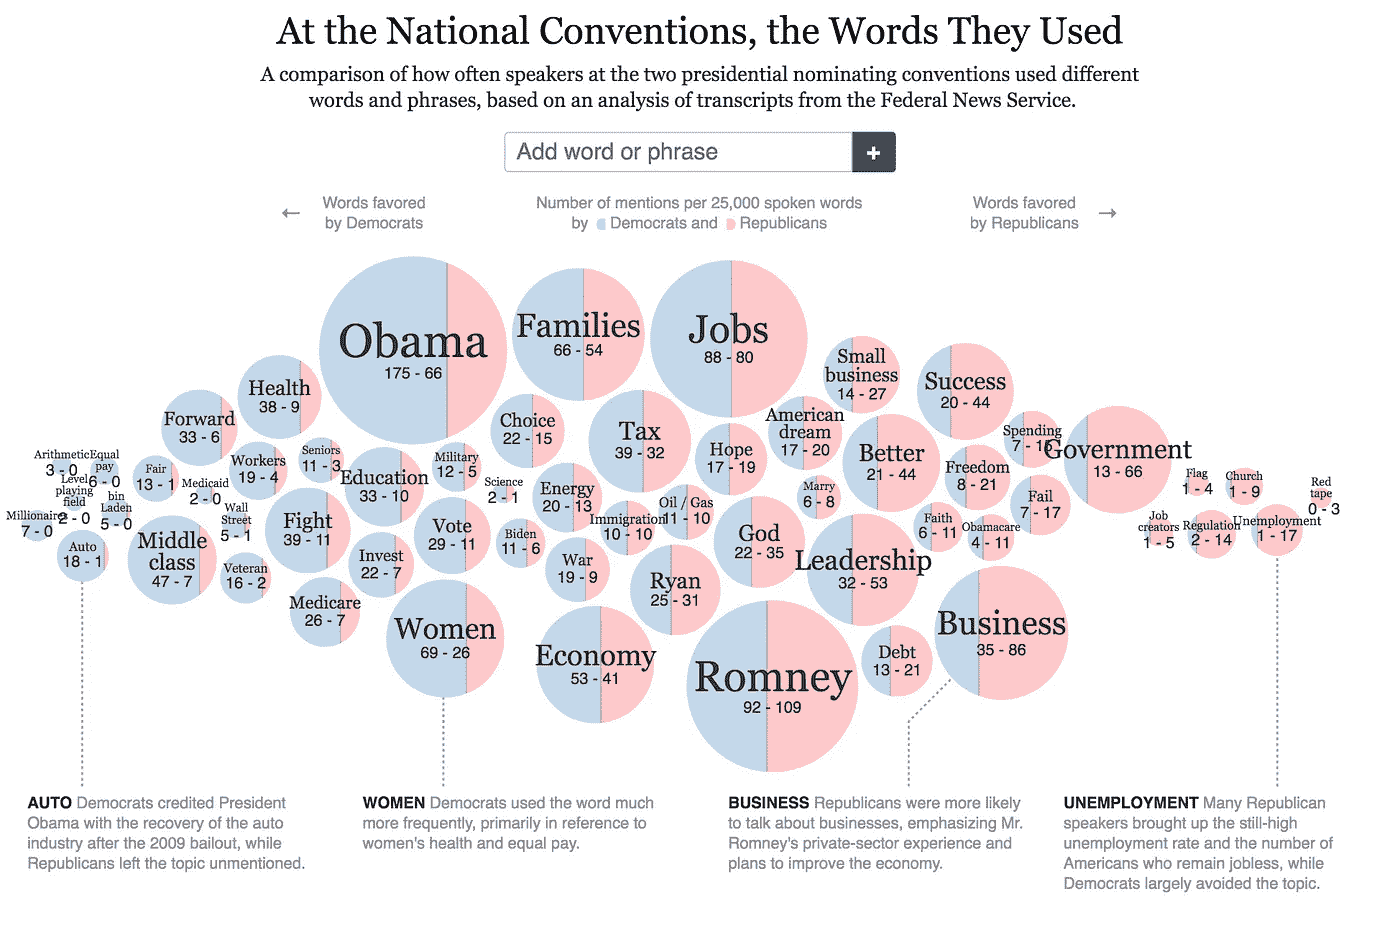 At the National Conventions, the Words They Used
A comparison of how often speakers at the two presidential nominating conventions used different
words and phrases, based on an analysis of transcripts from the Federal News Service.
Add word or phrase
+
← Words favored
by Democrats
Number of mentions per 25,000 spoken words
by Democrats and Republicans
Words favored →
by Republicans
Obama
175 - 66
Families
66 - 54
Jobs
88 - 80
Small
business
14 - 27
Success
20 - 44
Health
38 - 9
Forward
33 - 6
Choice
22 - 15
Tax
39 - 32
American
dream
17 - 20
Hope
17 - 19
Better
21 - 44
Spending
7 - 15
Government
13 - 66
Arithmetic
3 - 0
Equal
pay
6 - 0
Fair
13 - 1
Workers
19 - 4
Seniors
11 - 3
Education
33 - 10
Military
12 - 5
Science
2 - 1
Energy
20 - 13
Marry
6 - 8
Freedom
8 - 21
Flag
1 - 4
Church
1 - 9
Red
tape
0 - 3
Level
playing
field
2 - 0
Medicaid
2 - 0
bin
Laden
5 - 0
Millionaires
7 - 0
Wall
Street
5 - 1
Fight
39 - 11
Vote
29 - 11
Biden
11 - 6
Immigration
10 - 10
Oil / Gas
11 - 10
God
22 - 35
Fail
7 - 17
Faith
6 - 11
Obamacare
4 - 11
Job
creators
1 - 5
Regulation
2 - 14
Unemployment
1 - 17
Auto
18 - 1
Middle
class
47 - 7
Veteran
16 - 2
Invest
22 - 7
War
19 - 9
Ryan
25 - 31
Leadership
32 - 53
Medicare
26 - 7
Women
69 - 26
Economy
53 - 41
Romney
92 - 109
Debt
13 - 21
Business
35 - 86
AUTO Democrats credited President
Obama with the recovery of the auto
industry after the 2009 bailout, while
Republicans left the topic unmentioned.
WOMEN Democrats used the word much
more frequently, primarily in reference to
women's health and equal pay.
BUSINESS Republicans were more likely
to talk about businesses, emphasizing Mr.
Romney's private-sector experience and
plans to improve the economy.
UNEMPLOYMENT Many Republican
speakers brought up the still-high
unemployment rate and the number of
Americans who remain jobless, while
Democrats largely avoided the topic.